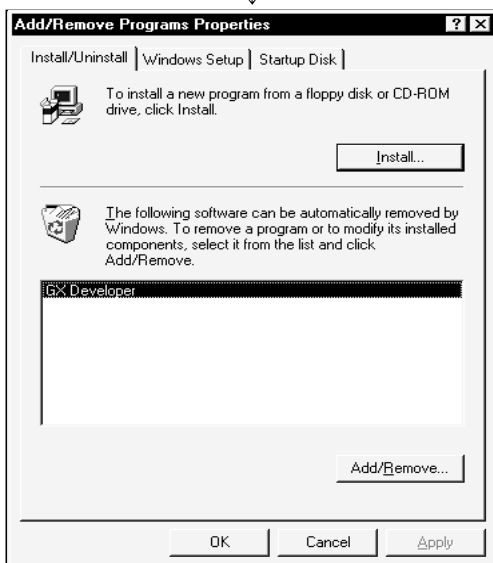 Add/Remove Programs Properties
Install/Uninstall Windows Setup Startup Disk
To install a new program from a floppy disk or CD-ROM
drive, click Install.
Install...
The following software can be automatically removed by
Windows. To remove a program or to modify its installed
components, select it from the list and click
Add/Remove.
GX Developer
Add/Remove...
OK Cancel Apply